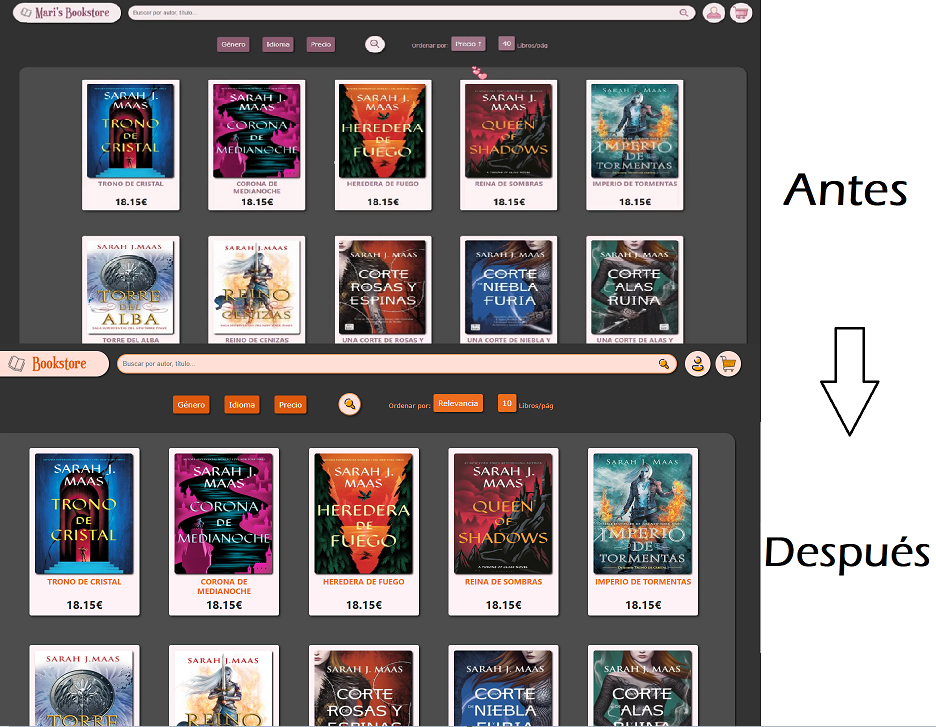 Mari's Bookstore
Buscar por autor, título...
Género
Idioma
Precio
Ordenar por:
Precio ↑
40
Libros/pág
SARAH J. MAAS
TRONO DE CRISTAL
SARAH J. MAAS
CORONA DE MEDIANOCHE
SARAH J. MAAS
HEREDERA DE FUEGO
SARAH J. MAAS
QUEEN OF SHADOWS
SARAH J. MAAS
IMPERIO DE TORMENTAS
TRONO DE CRISTAL
18.15€
CORONA DE
MEDIANOCHE
18.15€
HEREDERA DE FUEGO
18.15€
REINA DE SOMBRAS
18.15€
IMPERIO DE TORMENTAS
18.15€
Antes
SARAH J. MAAS
TORRE DEL ALBA
SARAH J. MAAS
REINO DE CENIZAS
SARAH J. MAAS
CORTE ROSAS Y ESPINAS
SARAH J. MAAS
CORTE NIEBLA FURIA
SARAH J. MAAS
CORTE ALAS RUINA
TORRE DEL ALBA
REINO DE CENIZAS
UNA CORTE DE ROSAS Y
UNA CORTE DE NIEBLA Y
UNA CORTE DE ALAS Y
Bookstore
Buscar por autor, título...
Género
Idioma
Precio
Ordenar por:
Relevancia
10
Libros/pág
SARAH J. MAAS
TRONO DE CRISTAL
SARAH J. MAAS
CORONA DE MEDIANOCHE
SARAH J. MAAS
HEREDERA DE FUEGO
SARAH J. MAAS
QUEEN OF SHADOWS
A THRONE OF GLASS NOVEL
SARAH J. MAAS
IMPERIO DE TORMENTAS
TRONO DE CRISTAL
18.15€
CORONA DE
MEDIANOCHE
18.15€
HEREDERA DE FUEGO
18.15€
REINA DE SOMBRAS
18.15€
IMPERIO DE TORMENTAS
18.15€
Después
SARAH J. MAAS
TORRE
SARAH J. MAAS
REINO
SARAH J. MAAS
CORTE ROSAS Y ESPINAS
SARAH J. MAAS
CORTE DE NIEBLA FURIA
SARAH J. MAAS
CORTE ALAS RUINA